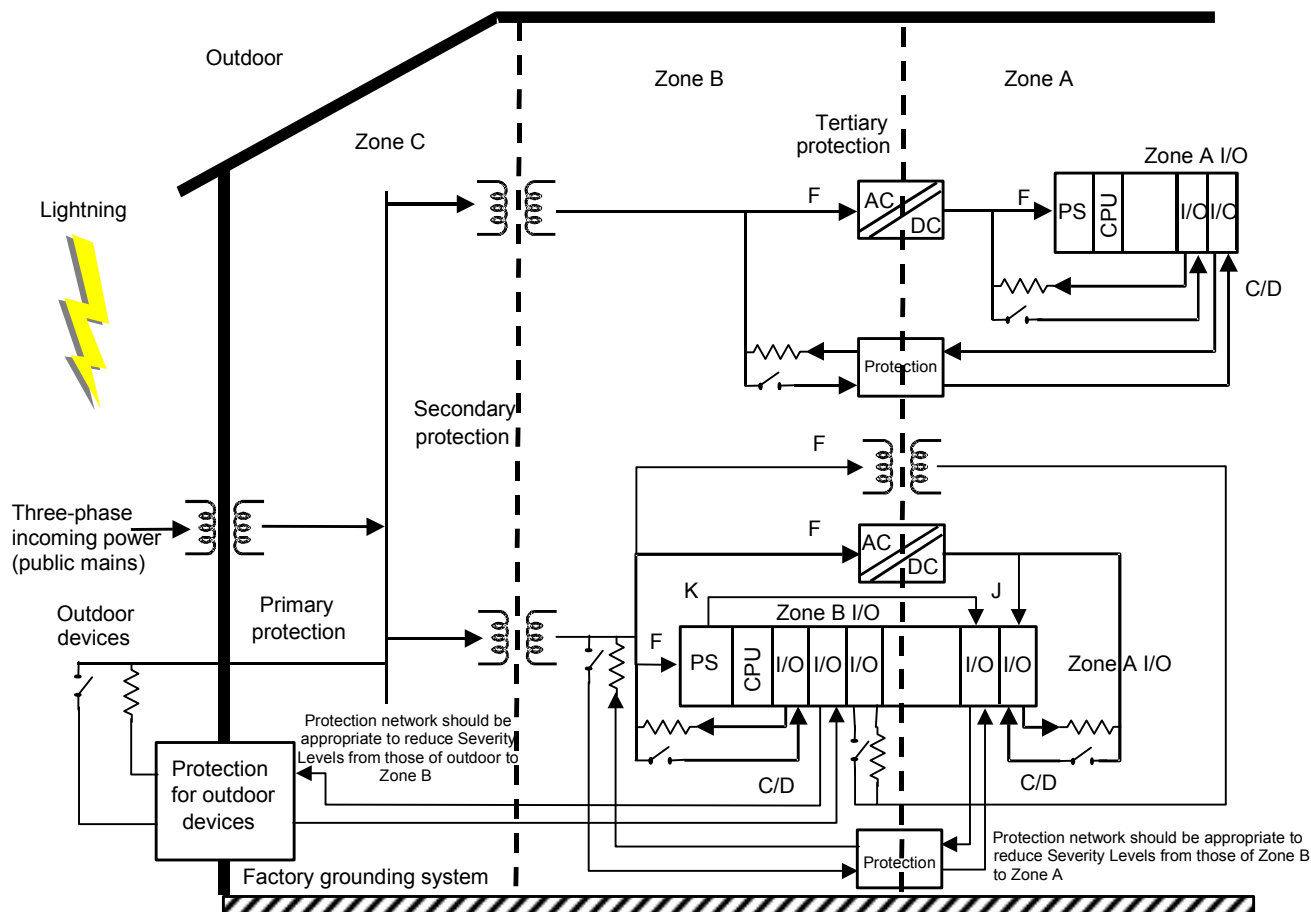 Outdoor
Zone B
Zone A
Zone C
Tertiary
protection
Zone A I/O
Lightning
F
AC
DC
F
PS
CPU
I/O
I/O
C/D
Protection
Secondary
protection
F
Three-phase
incoming power
(public mains)
F
AC
DC
K
J
Outdoor
devices
Primary
protection
Zone B I/O
F
PS
CPU
I/O
I/O
I/O
I/O
I/O
Zone A I/O
Protection network should be
appropriate to reduce Severity
Levels from those of outdoor to
Zone B
Protection
for outdoor
devices
C/D
C/D
Protection
Protection network should be appropriate to
reduce Severity Levels from those of Zone B
to Zone A
Factory grounding system